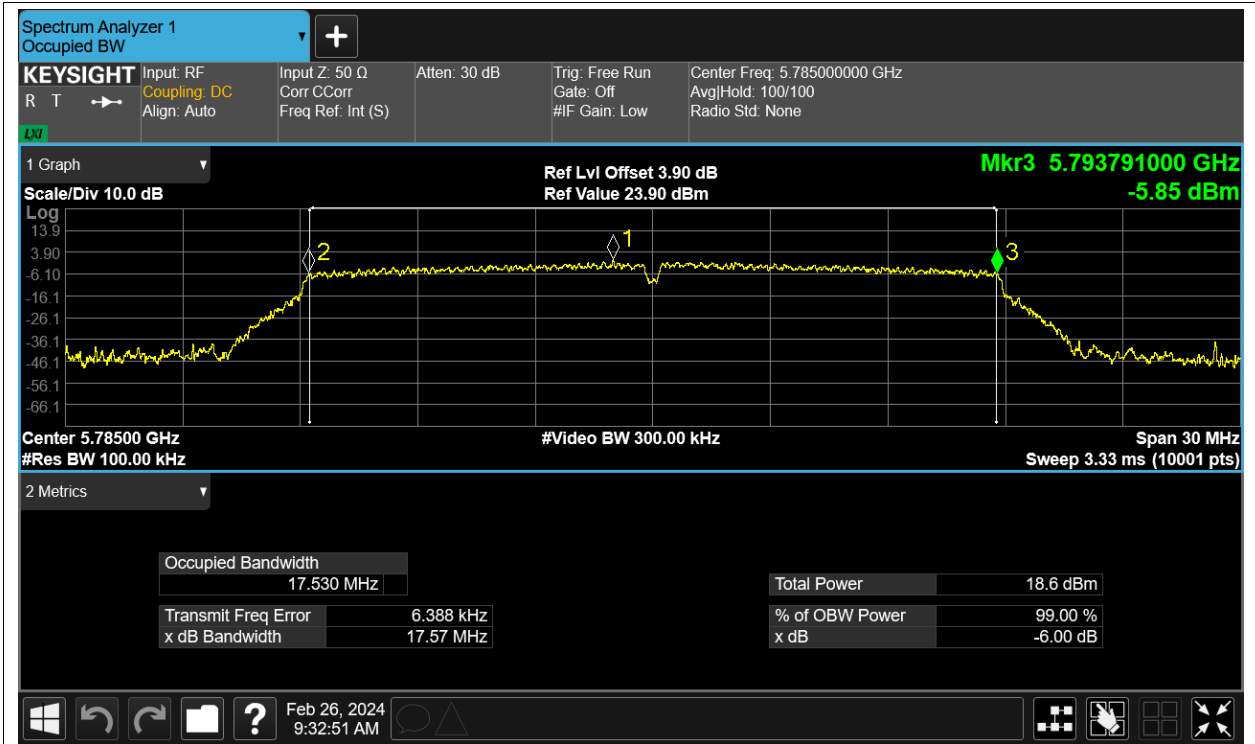 Spectrum Analyzer 1
Occupied BW
KEYSIGHT
R T
LXI
Input: RF
Coupling: DC
Align: Auto
Input Z: 50 Ω
Corr CCorr
Freq Ref: Int (S)
Atten: 30 dB
Trig: Free Run
Gate: Off
#IF Gain: Low
Center Freq: 5.785000000 GHz
Avg|Hold: 100/100
Radio Std: None
1 Graph
Scale/Div 10.0 dB
Ref Lvl Offset 3.90 dB
Ref Value 23.90 dBm
Mkr3 5.793791000 GHz
-5.85 dBm
Log
13.9
3.90
-6.10
-16.1
-26.1
-36.1
-46.1
-56.1
-66.1
2
1
3
Center 5.78500 GHz
#Res BW 100.00 kHz
#Video BW 300.00 kHz
Span 30 MHz
Sweep 3.33 ms (10001 pts)
2 Metrics
Occupied Bandwidth
17.530 MHz
Transmit Freq Error 6.388 kHz
x dB Bandwidth 17.57 MHz
Total Power 18.6 dBm
% of OBW Power 99.00 %
x dB -6.00 dB
?
Feb 26, 2024
9:32:51 AM